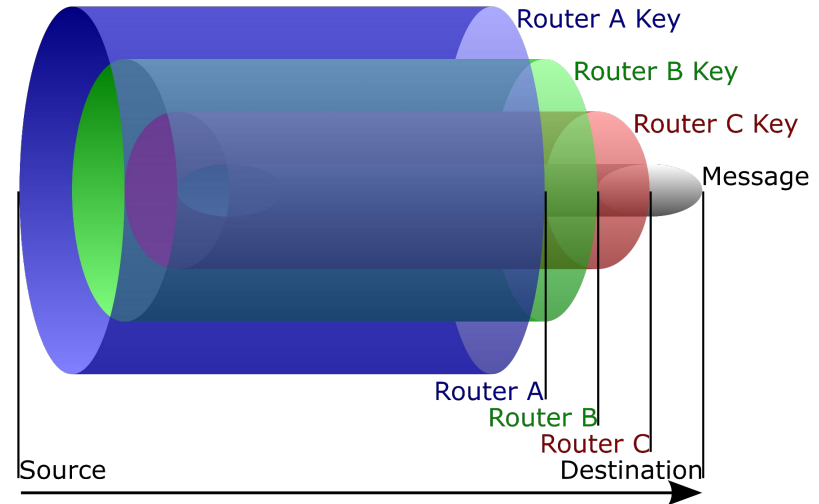 Router A Key
Router B Key
Router C Key
Message
Router A
Router B
Router C
Source
Destination